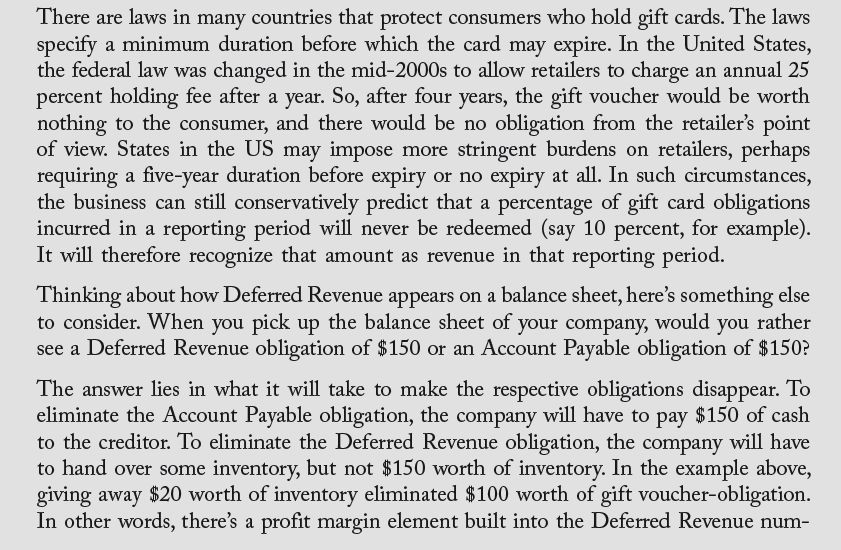 There are laws in many countries that protect consumers who hold gift cards. The laws
specify a minimum duration before which the card may expire. In the United States,
the federal law was changed in the mid-2000s to allow retailers to charge an annual 25
percent holding fee after a year. So, after four years, the gift voucher would be worth
nothing to the consumer, and there would be no obligation from the retailer's point
of view. States in the US may impose more stringent burdens on retailers, perhaps
requiring a five-year duration before expiry or no expiry at all. In such circumstances,
the business can still conservatively predict that a percentage of gift card obligations
incurred in a reporting period will never be redeemed (say 10 percent, for example).
It will therefore recognize that amount as revenue in that reporting period.
Thinking about how Deferred Revenue appears on a balance sheet, here's something else
to consider. When you pick up the balance sheet of your company, would you rather
see a Deferred Revenue obligation of $150 or an Account Payable obligation of $150?
The answer lies in what it will take to make the respective obligations disappear. To
eliminate the Account Payable obligation, the company will have to pay $150 of cash
to the creditor. To eliminate the Deferred Revenue obligation, the company will have
to hand over some inventory, but not $150 worth of inventory. In the example above,
giving away $20 worth of inventory eliminated $100 worth of gift voucher-obligation.
In other words, there's a profit margin element built into the Deferred Revenue num-